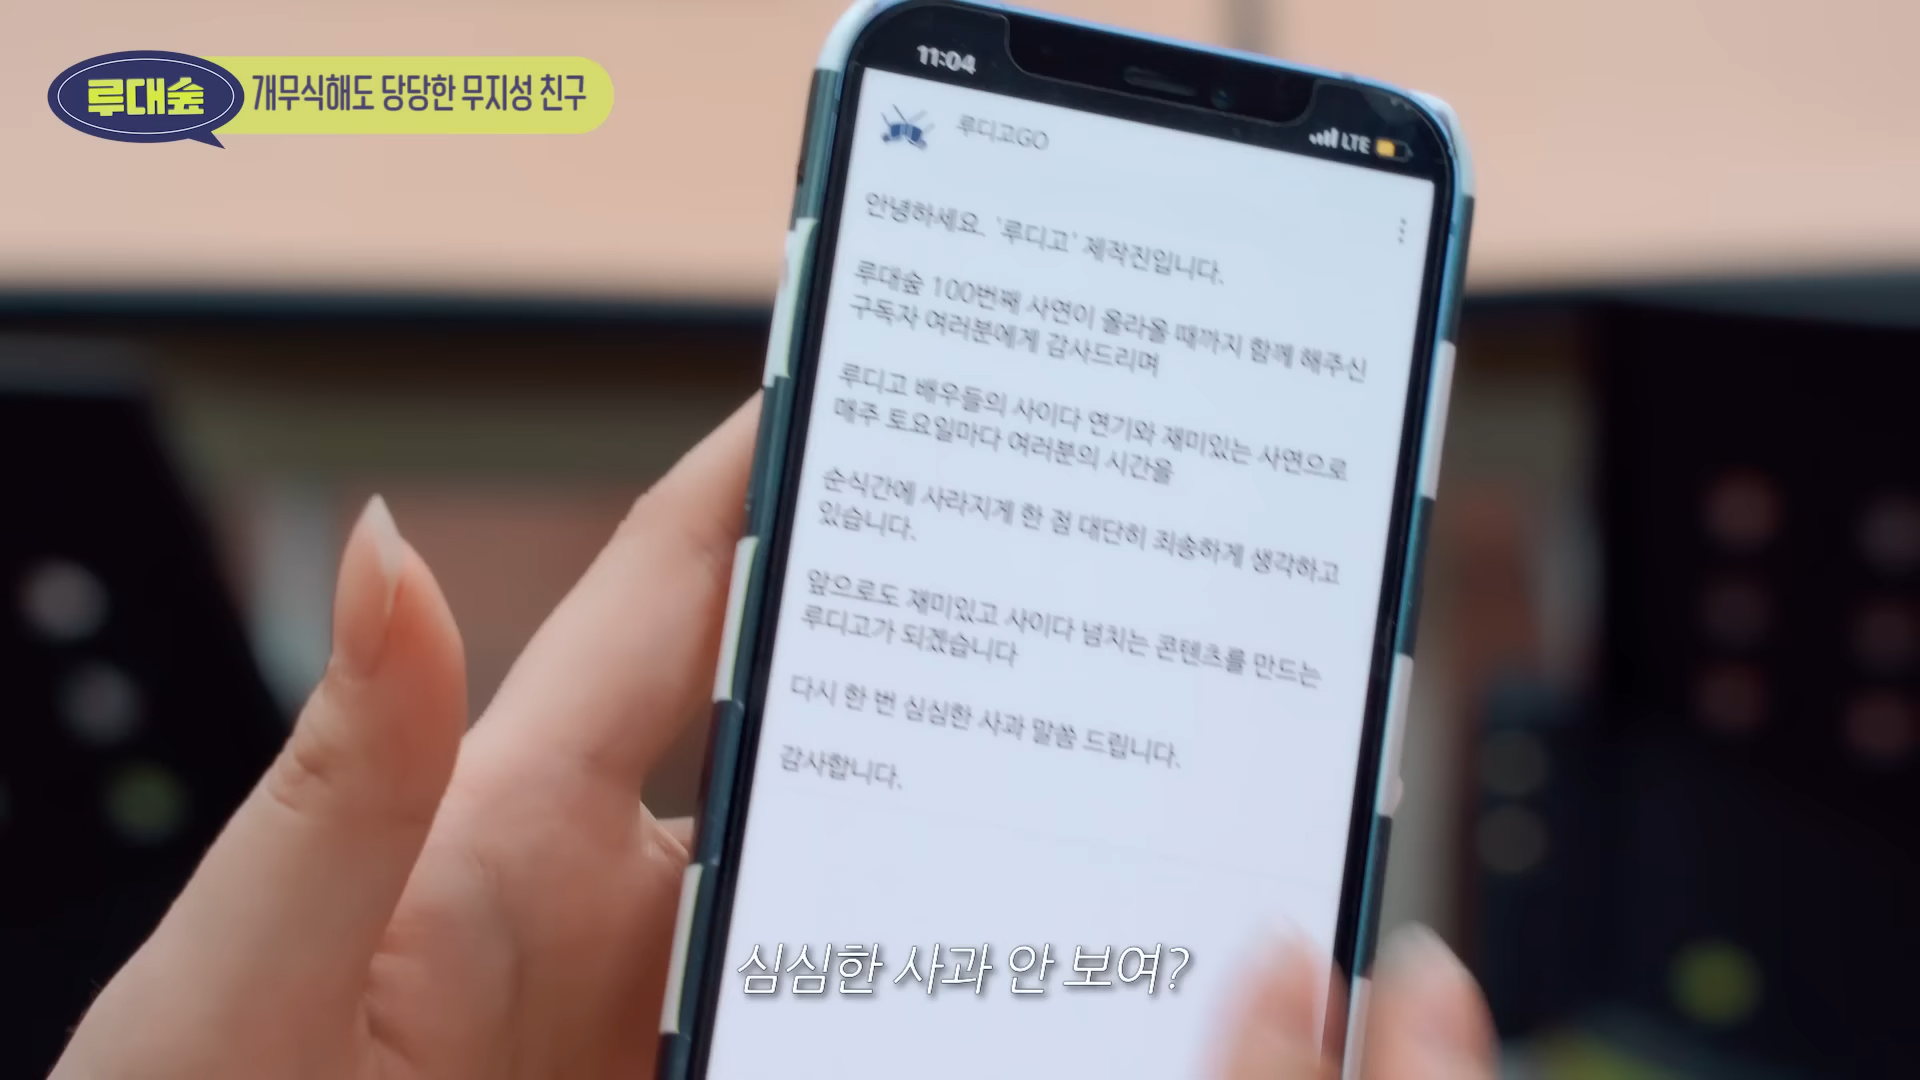 루대숲
개무식해도 당당한 무지성 친구
11:04
LTE
루디고GO
안녕하세요. '루디고' 제작진입니다.
루대숲 100번째 사연이 올라올 때까지 함께 해주신
구독자 여러분에게 감사드리며
루디고 배우들의 사이다 연기와 재미있는 사연으로
매주 토요일마다 여러분의 시간을
순식간에 사라지게 한 점 대단히 죄송하게 생각하고
있습니다.
앞으로도 재미있고 사이다 넘치는 콘텐츠를 만드는
루디고가 되겠습니다
다시 한 번 심심한 사과 말씀 드립니다.
감사합니다.
심심한 사과 안 보여?